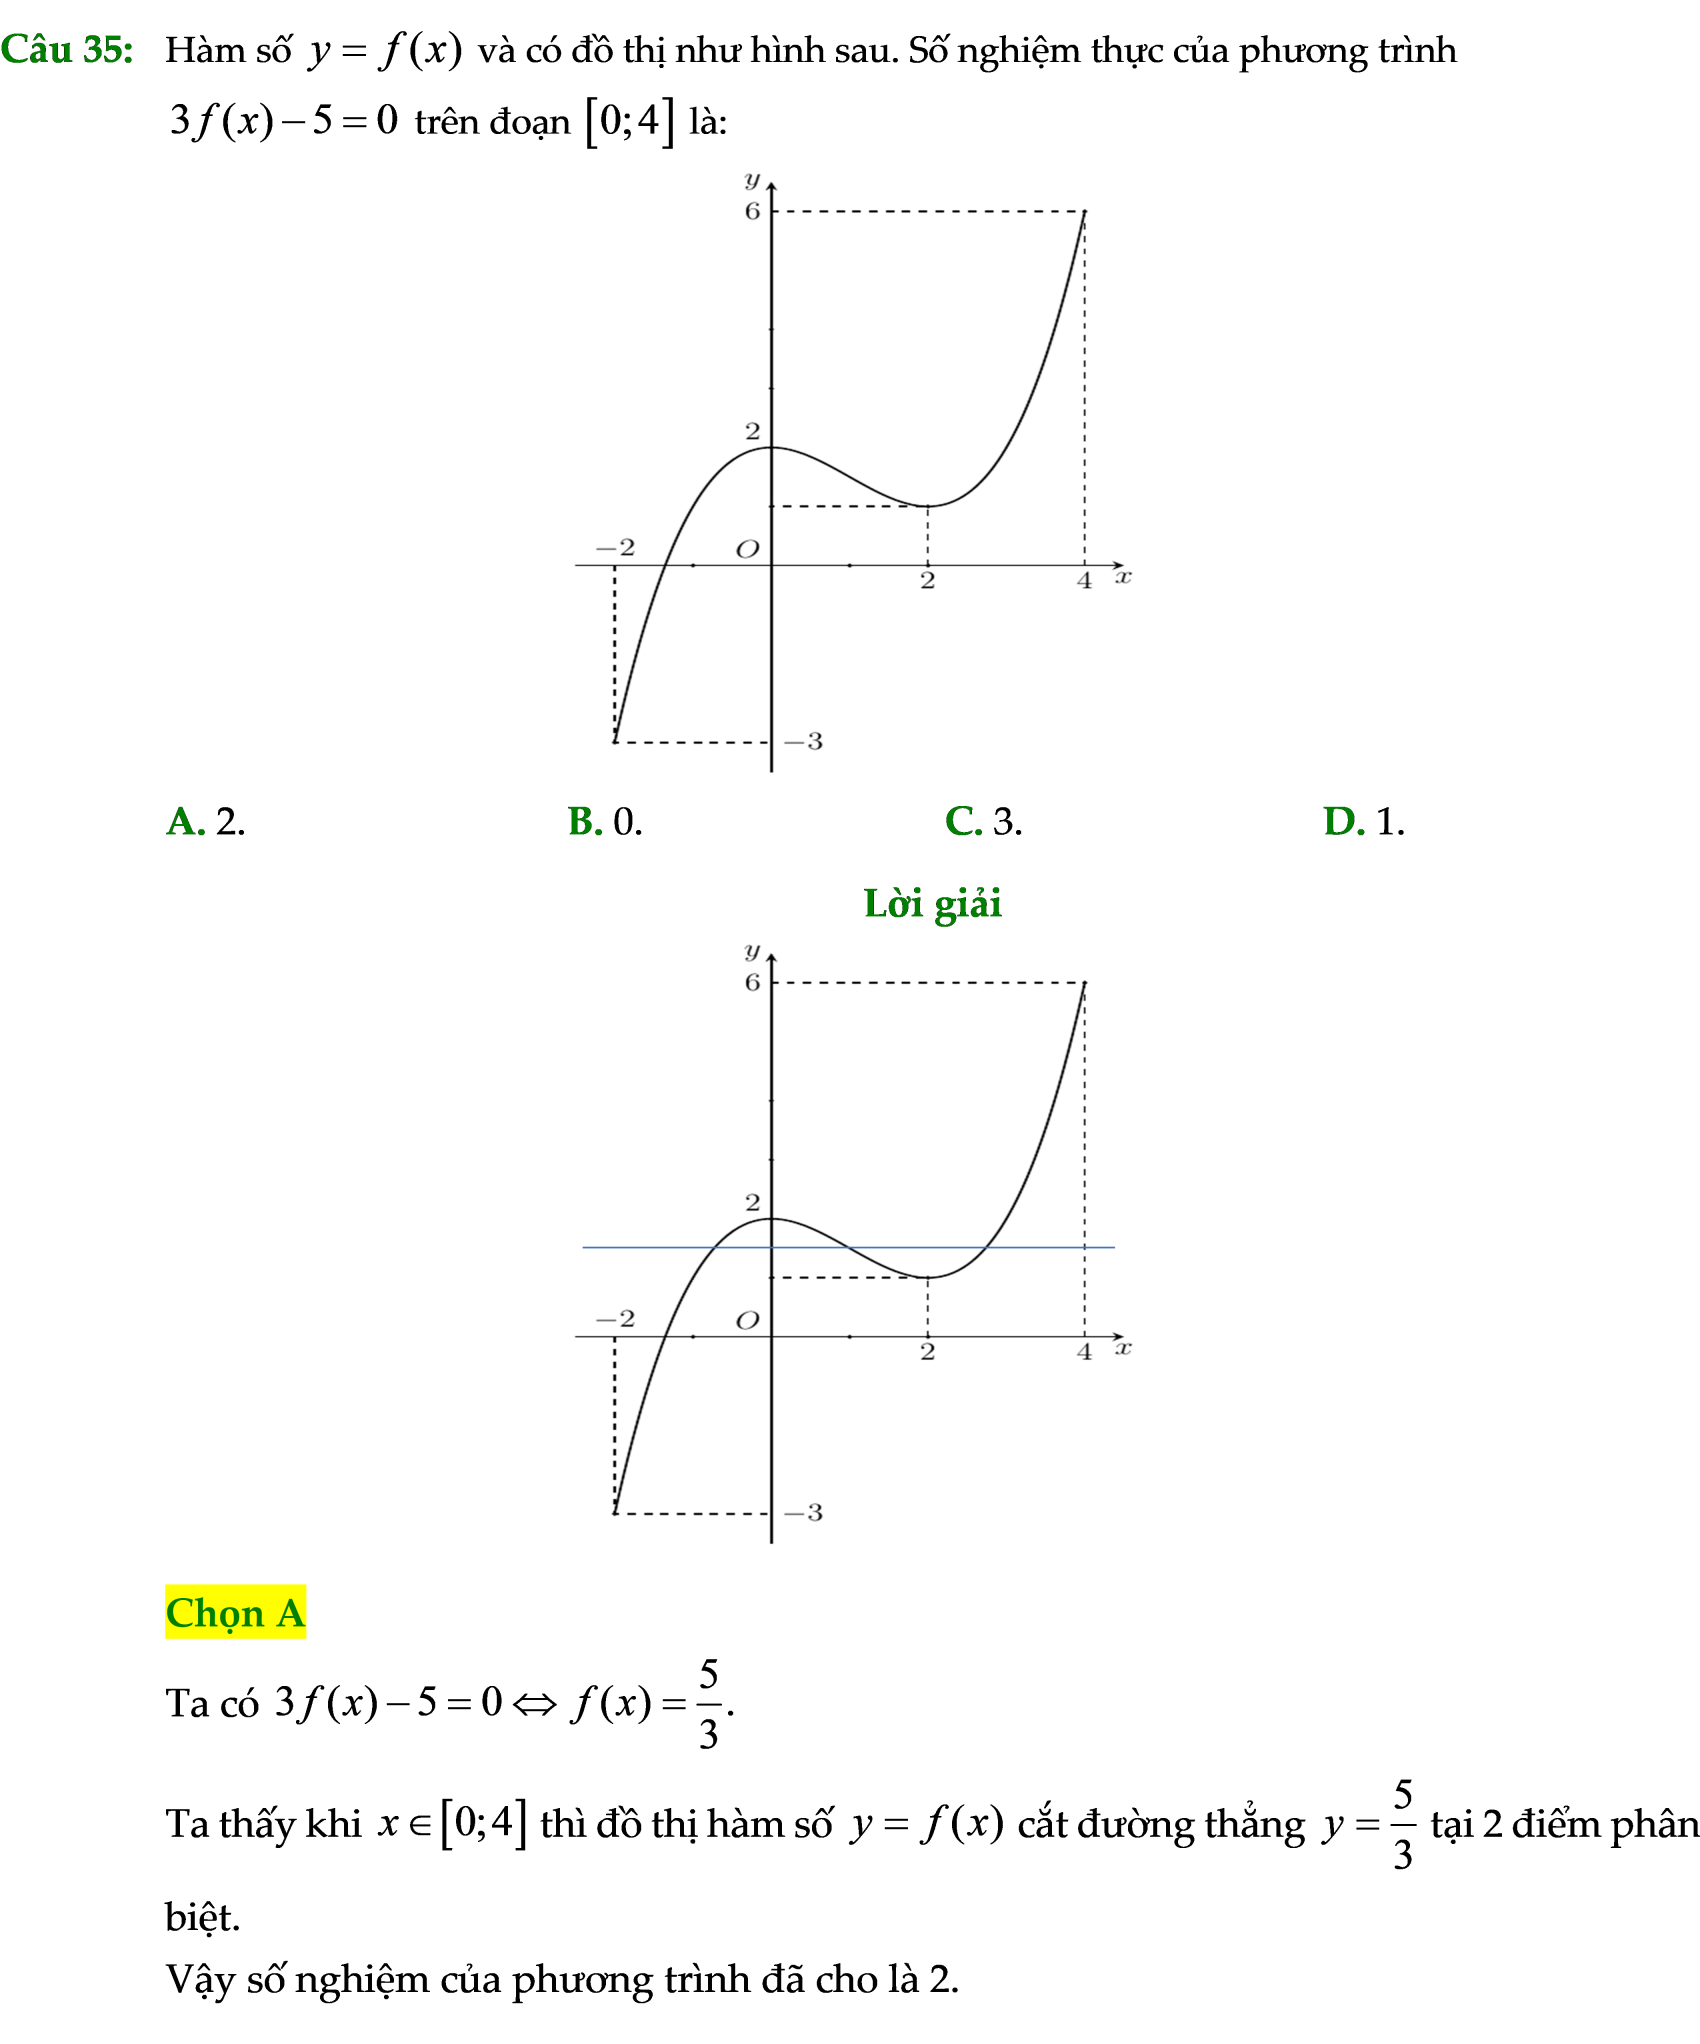 Câu 35: Hàm số y = f(x) và có đồ thị như hình sau. Số nghiệm thực của phương trình
3f(x) − 5 = 0 trên đoạn [0;4] là:
y
6
2
−2
O
2
4
x
−3
A. 2.
B. 0.
C. 3.
D. 1.
Lời giải
y
6
2
−2
O
2
4
x
−3
Chọn A
Ta có 3f(x) − 5 = 0 ⇔ f(x) = 5/3.
Ta thấy khi x ∈ [0;4] thì đồ thị hàm số y = f(x) cắt đường thẳng y = 5/3 tại 2 điểm phân
biệt.
Vậy số nghiệm của phương trình đã cho là 2.